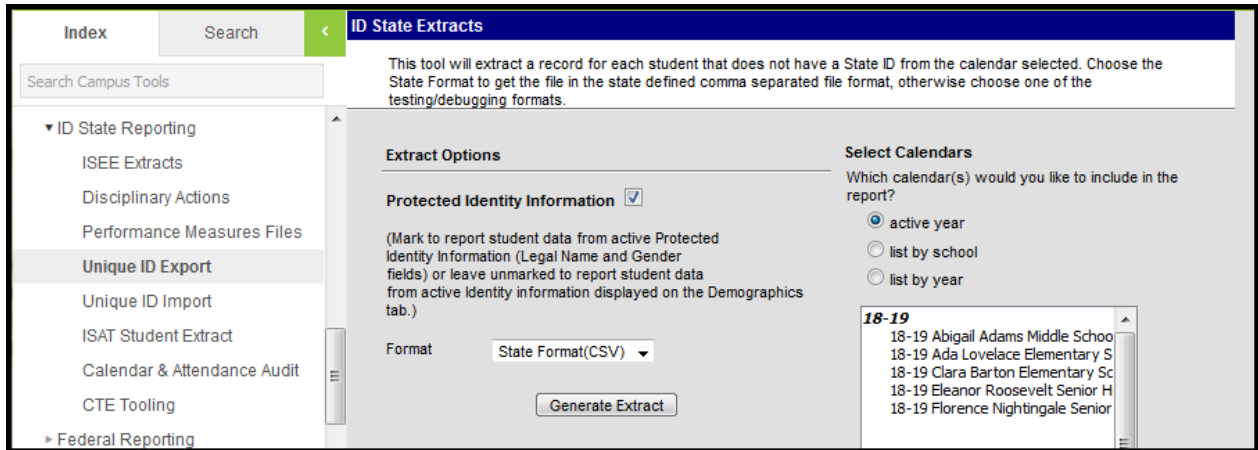 Index
Search
<
Search Campus Tools
ID State Reporting
ISEE Extracts
Disciplinary Actions
Performance Measures Files
Unique ID Export
Unique ID Import
ISAT Student Extract
Calendar & Attendance Audit
CTE Tooling
Federal Reporting
ID State Extracts
This tool will extract a record for each student that does not have a State ID from the calendar selected. Choose the
State Format to get the file in the state defined comma separated file format, otherwise choose one of the
testing/debugging formats.
Extract Options
Protected Identity Information
(Mark to report student data from active Protected
Identity Information (Legal Name and Gender
fields) or leave unmarked to report student data
from active Identity information displayed on the Demographics
tab.)
Format
State Format(CSV)
Generate Extract
Select Calendars
Which calendar(s) would you like to include in the
report?
active year
list by school
list by year
18-19
18-19 Abigail Adams Middle Schoo
18-19 Ada Lovelace Elementary S
18-19 Clara Barton Elementary Sc
18-19 Eleanor Roosevelt Senior H
18-19 Florence Nightingale Senior